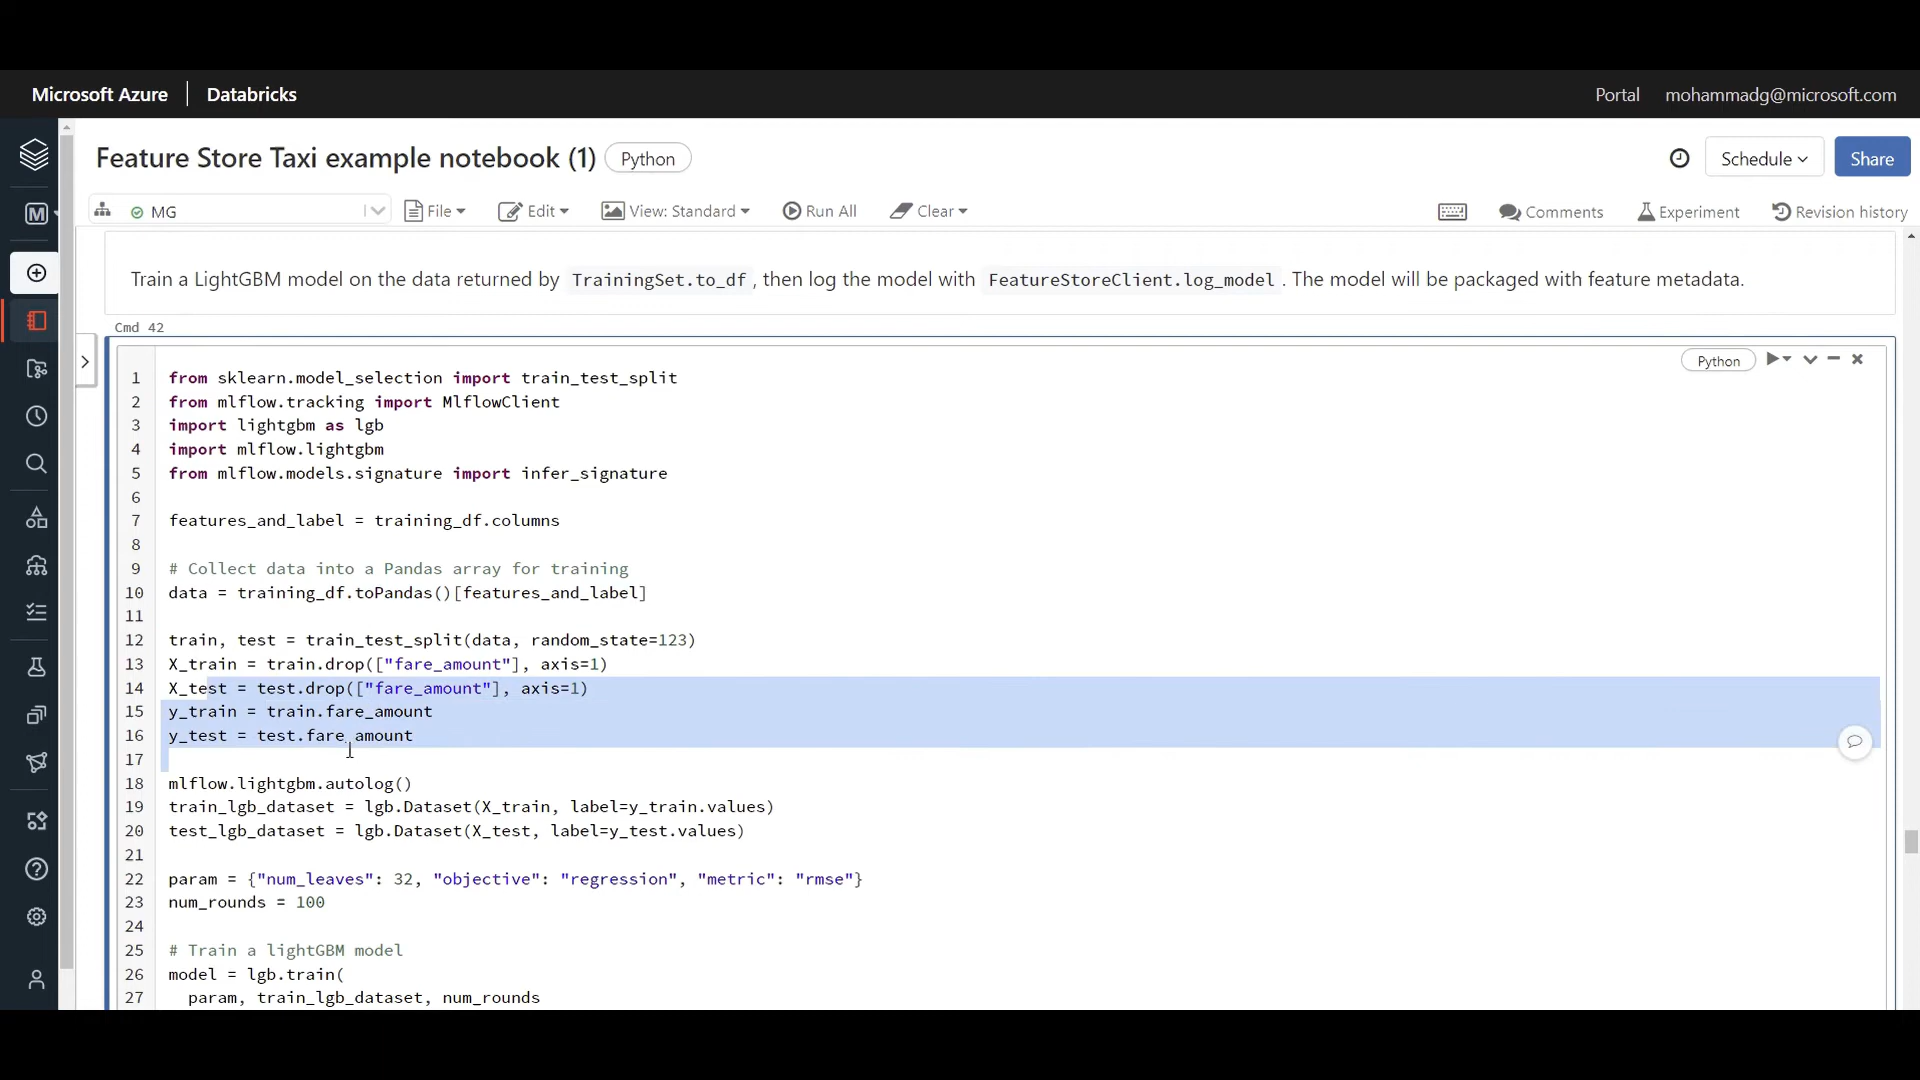 Microsoft Azure | Databricks
Portal mohammadg@microsoft.com
Feature Store Taxi example notebook (1) Python
Schedule Share
M
MG File Edit View: Standard Run All Clear Comments Experiment Revision history
Train a LightGBM model on the data returned by TrainingSet.to_df, then log the model with FeatureStoreClient.log_model. The model will be packaged with feature metadata.
Cmd 42
Python
1 from sklearn.model_selection import train_test_split
2 from mlflow.tracking import MlflowClient
3 import lightgbm as lgb
4 import mlflow.lightgbm
5 from mlflow.models.signature import infer_signature
6
7 features_and_label = training_df.columns
8
9 # Collect data into a Pandas array for training
10 data = training_df.toPandas()[features_and_label]
11
12 train, test = train_test_split(data, random_state=123)
13 X_train = train.drop(["fare_amount"], axis=1)
14 X_test = test.drop(["fare_amount"], axis=1)
15 y_train = train.fare_amount
16 y_test = test.fare_amount
17
18 mlflow.lightgbm.autolog()
19 train_lgb_dataset = lgb.Dataset(X_train, label=y_train.values)
20 test_lgb_dataset = lgb.Dataset(X_test, label=y_test.values)
21
22 param = {"num_leaves": 32, "objective": "regression", "metric": "rmse"}
23 num_rounds = 100
24
25 # Train a lightGBM model
26 model = lgb.train(
27 param, train_lgb_dataset, num_rounds